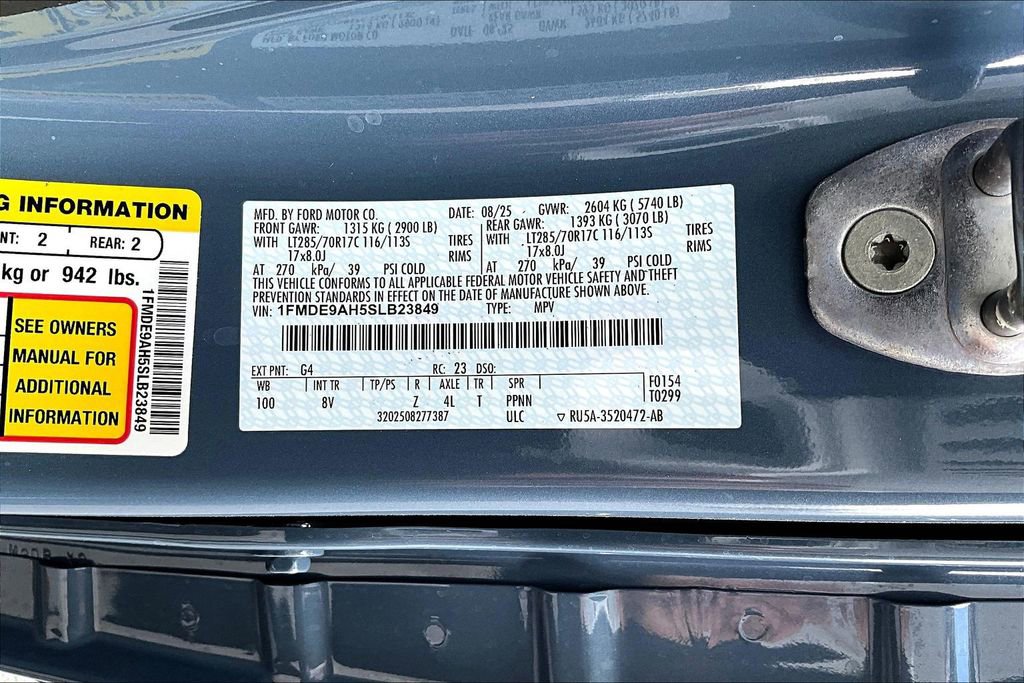 G INFORMATION
NT: 2 REAR: 2
kg or 942 lbs.
SEE OWNERS
MANUAL FOR
ADDITIONAL
INFORMATION
1FMDE9AH5SLB23849
MFD. BY FORD MOTOR CO. DATE: 08/25 GVWR: 2604 KG ( 5740 LB)
FRONT GAWR: 1315 KG ( 2900 LB) REAR GAWR: 1393 KG ( 3070 LB)
WITH LT285/70R17C 116/113S TIRES WITH LT285/70R17C 116/113S TIRES
17x8.0J RIMS 17x8.0J RIMS
AT 270 kPa/ 39 PSI COLD AT 270 kPa/ 39 PSI COLD
THIS VEHICLE CONFORMS TO ALL APPLICABLE FEDERAL MOTOR VEHICLE SAFETY AND THEFT
PREVENTION STANDARDS IN EFFECT ON THE DATE OF MANUFACTURE SHOWN ABOVE.
VIN: 1FMDE9AH5SLB23849 TYPE: MPV
EXT PNT: G4 RC: 23 DSO:
WB INT TR TP/PS R AXLE TR SPR F0154
100 8V Z 4L T PPNN T0299
3202508277387 ULC ▽ RU5A-3520472-AB